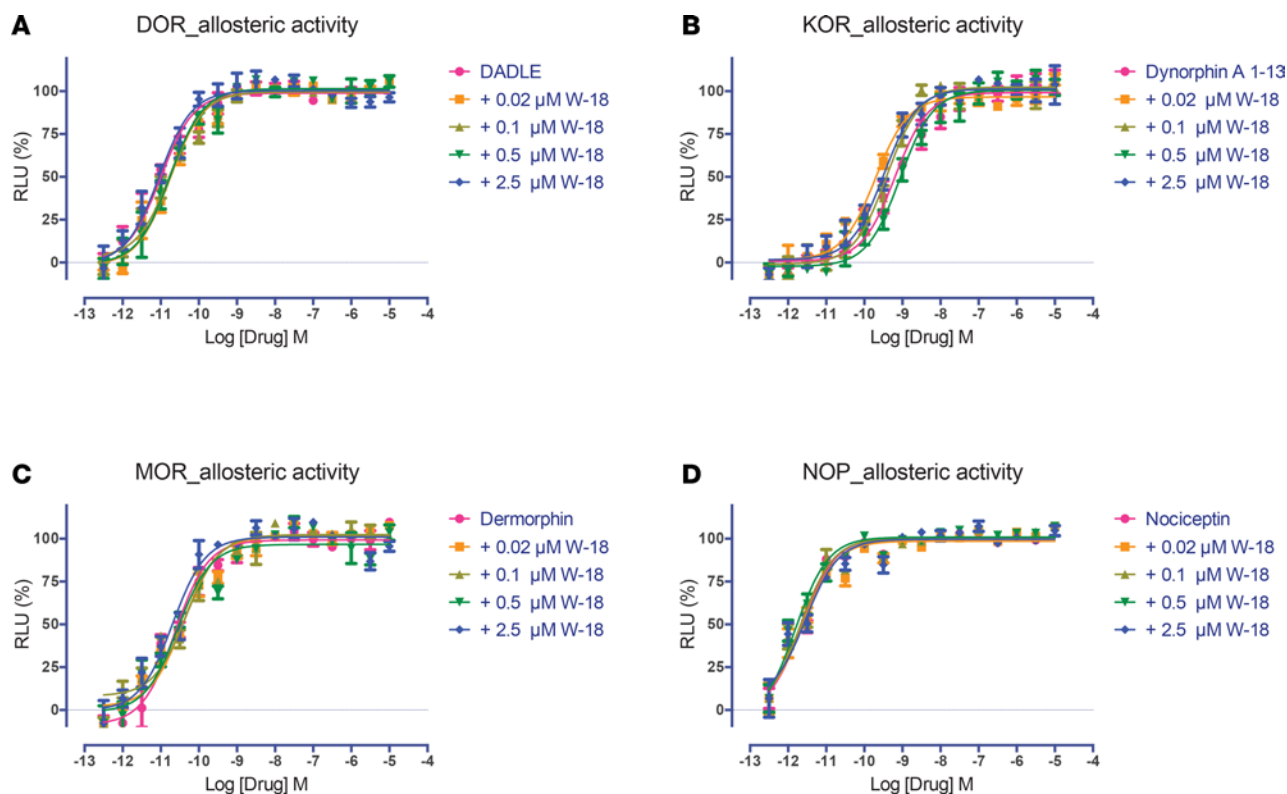 A
DOR_allosteric activity
RLU (%)
100
75
50
25
0
-13 -12 -11 -10 -9 -8 -7 -6 -5 -4
Log [Drug] M
DADLE
+ 0.02 µM W-18
+ 0.1 µM W-18
+ 0.5 µM W-18
+ 2.5 µM W-18
B
KOR_allosteric activity
RLU (%)
100
75
50
25
0
-13 -12 -11 -10 -9 -8 -7 -6 -5 -4
Log [Drug] M
Dynorphin A 1-13
+ 0.02 µM W-18
+ 0.1 µM W-18
+ 0.5 µM W-18
+ 2.5 µM W-18
C
MOR_allosteric activity
RLU (%)
100
75
50
25
0
-13 -12 -11 -10 -9 -8 -7 -6 -5 -4
Log [Drug] M
Dermorphin
+ 0.02 µM W-18
+ 0.1 µM W-18
+ 0.5 µM W-18
+ 2.5 µM W-18
D
NOP_allosteric activity
RLU (%)
100
75
50
25
0
-13 -12 -11 -10 -9 -8 -7 -6 -5 -4
Log [Drug] M
Nociceptin
+ 0.02 µM W-18
+ 0.1 µM W-18
+ 0.5 µM W-18
+ 2.5 µM W-18